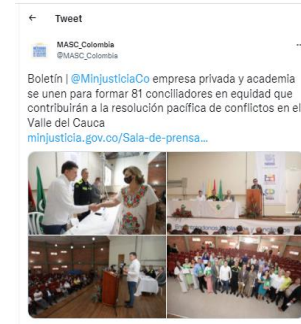 ← Tweet
MASC_Colombia
@MASC_Colombia
Boletín | @MinjusticiaCo empresa privada y academia
se unen para formar 81 conciliadores en equidad que
contribuirán a la resolución pacífica de conflictos en el
Valle del Cauca
minjusticia.gov.co/Sala-de-prensa...